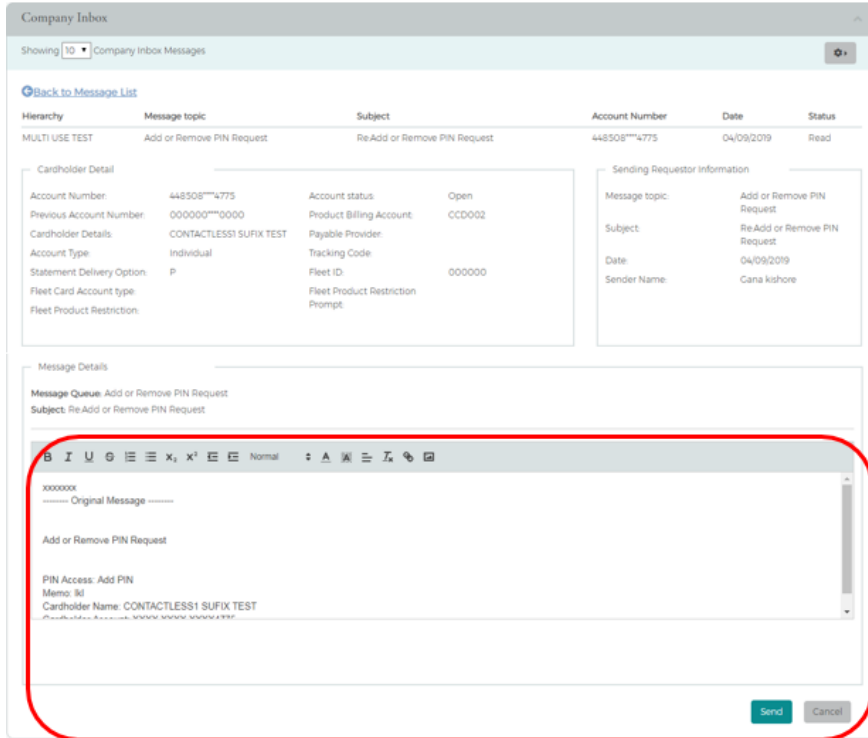 Company Inbox
Showing 10 Company Inbox Messages
Back to Message List
Hierarchy Message topic Subject Account Number Date Status
MULTI USE TEST Add or Remove PIN Request Re:Add or Remove PIN Request 448508****4775 04/09/2019 Read
Cardholder Detail
Account Number: 448508****4775 Account status: Open
Previous Account Number: 000000****0000 Product Billing Account: CCD002
Cardholder Details: CONTACTLESS1 SUFIX TEST Payable Provider:
Account Type: Individual Tracking Code:
Statement Delivery Option: P Fleet ID: 000000
Fleet Card Account type: Fleet Product Restriction
Prompt:
Fleet Product Restriction:
Sending Requestor Information
Message topic: Add or Remove PIN
Request
Subject: Re:Add or Remove PIN
Request
Date: 04/09/2019
Sender Name: Gana kishore
Message Details
Message Queue: Add or Remove PIN Request
Subject: Re:Add or Remove PIN Request
Normal
xxxxxxx
-------- Original Message --------
Add or Remove PIN Request
PIN Access: Add PIN
Memo: lkl
Cardholder Name: CONTACTLESS1 SUFIX TEST
Cardholder Account: XXXX XXXX XXXX4775
Send Cancel